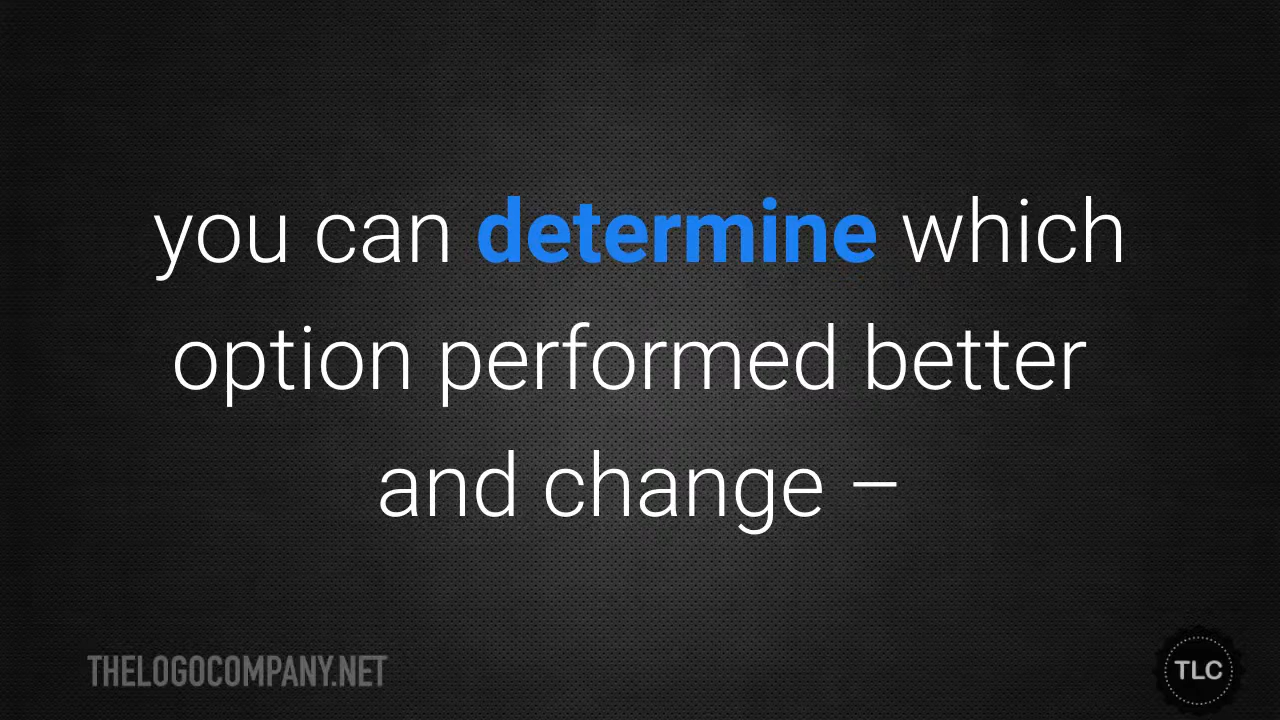 you can determine which
option performed better
and change –
THELOGOCOMPANY.NET
TLC